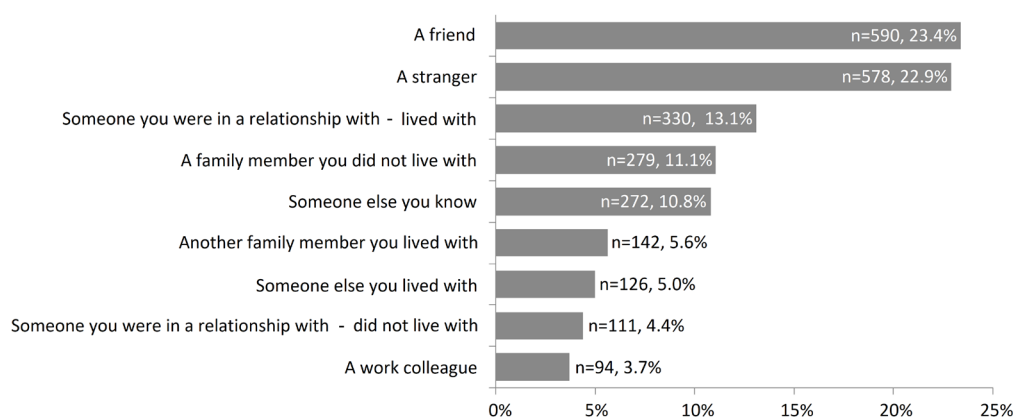 A friend n=590, 23.4%
A stranger n=578, 22.9%
Someone you were in a relationship with - lived with n=330, 13.1%
A family member you did not live with n=279, 11.1%
Someone else you know n=272, 10.8%
Another family member you lived with n=142, 5.6%
Someone else you lived with n=126, 5.0%
Someone you were in a relationship with - did not live with n=111, 4.4%
A work colleague n=94, 3.7%
0% 5% 10% 15% 20% 25%